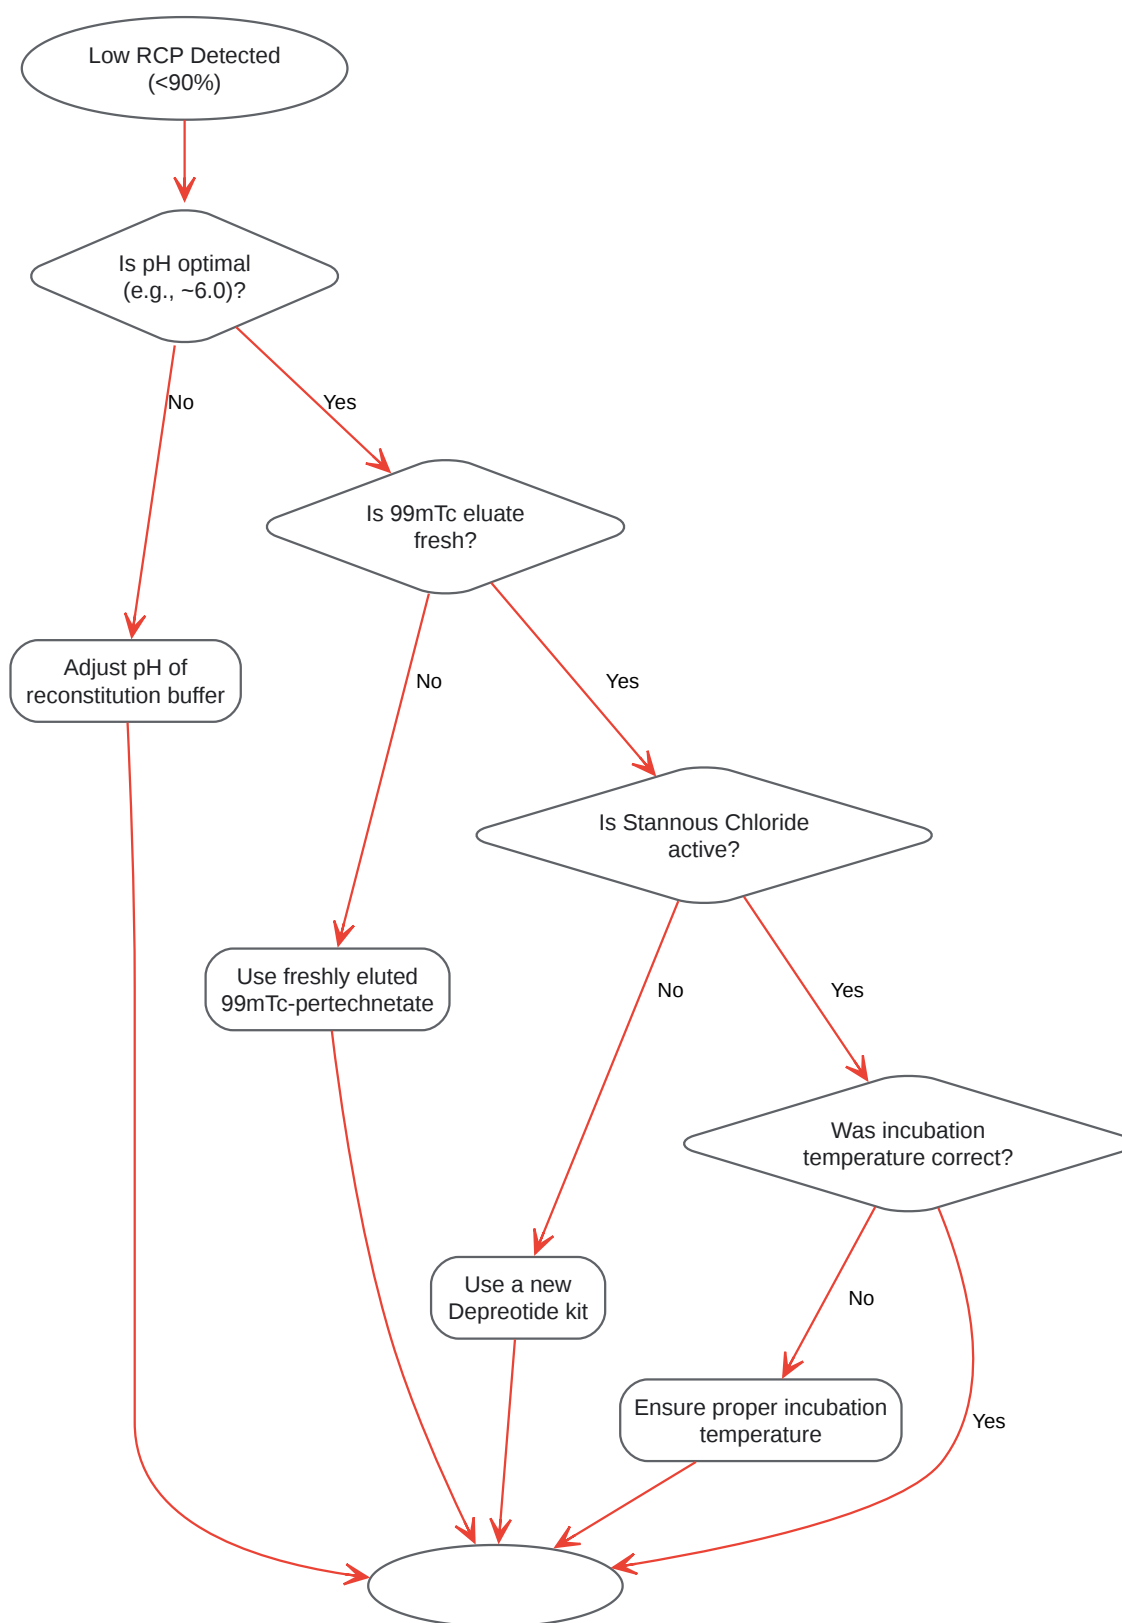 Low RCP Detected
(<90%)
Is pH optimal
(e.g., ~6.0)?
No
Yes
Is 99mTc eluate
fresh?
Adjust pH of
reconstitution buffer
No
Yes
Is Stannous Chloride
active?
Use freshly eluted
99mTc-pertechnetate
No
Yes
Was incubation
temperature correct?
Use a new
Depreotide kit
No
Ensure proper incubation
temperature
Yes